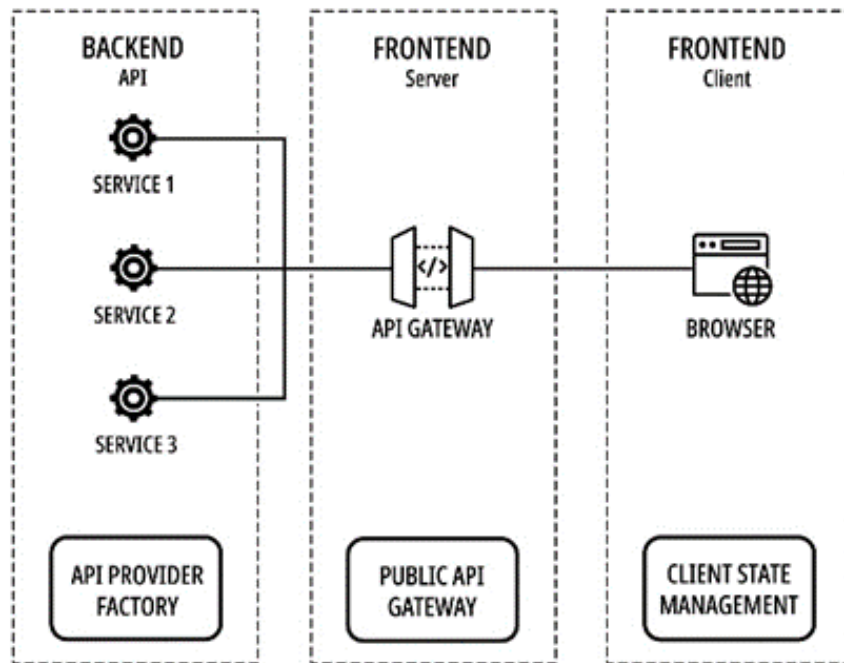 BACKEND
API
SERVICE 1
SERVICE 2
SERVICE 3
API PROVIDER
FACTORY
FRONTEND
Server
</>
API GATEWAY
PUBLIC API
GATEWAY
FRONTEND
Client
BROWSER
CLIENT STATE
MANAGEMENT